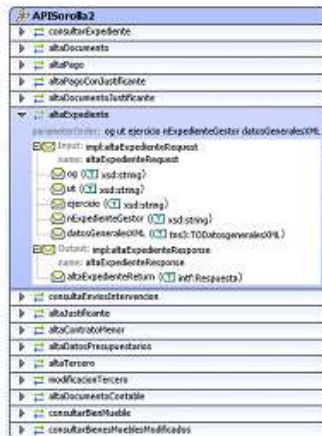 APISorolla2
consultarExpediente
altaDocumento
altaPago
altaPagoConJustificante
altaDocumentoJustificante
altaExpediente
parameterOrder: og ut ejercicio nExpedienteGestor datosGeneralesXML
Input: impl:altaExpedienteRequest
name: altaExpedienteRequest
og (T xsd:string)
ut (T xsd:string)
ejercicio (T xsd:string)
nExpedienteGestor (T xsd:string)
datosGeneralesXML (T tns3:TODatosgeneralesXML)
Output: impl:altaExpedienteResponse
name: altaExpedienteResponse
altaExpedienteReturn (T intf:Respuesta)
consultaEnviosIntervencion
altaJustificante
altaContratoMenor
altaDatosPresupuestarios
altaTercero
modificacionTercero
altaDocumentoContable
consultarBienMueble
consultarBienesMueblesModificados